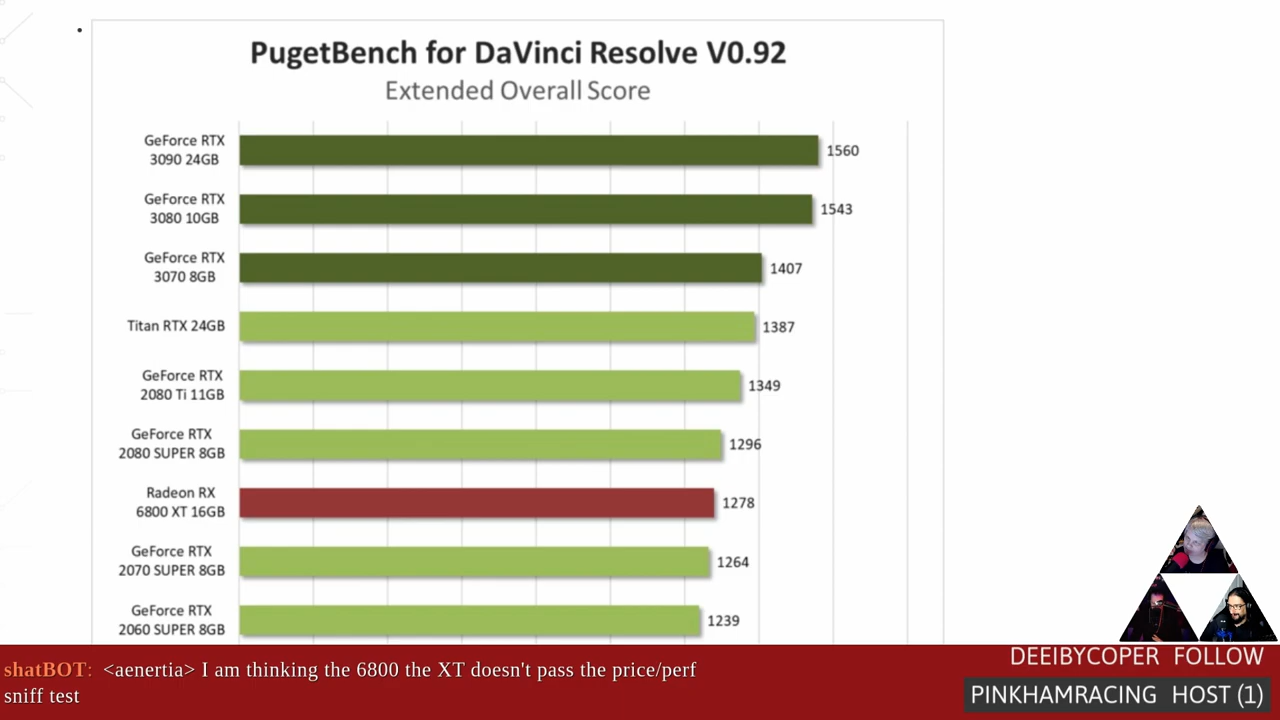 PugetBench for DaVinci Resolve V0.92
Extended Overall Score
GeForce RTX
3090 24GB
1560
GeForce RTX
3080 10GB
1543
GeForce RTX
3070 8GB
1407
Titan RTX 24GB
1387
GeForce RTX
2080 Ti 11GB
1349
GeForce RTX
2080 SUPER 8GB
1296
Radeon RX
6800 XT 16GB
1278
GeForce RTX
2070 SUPER 8GB
1264
GeForce RTX
2060 SUPER 8GB
1239
shatBOT: <aenertia> I am thinking the 6800 the XT doesn't pass the price/perf
sniff test
DEEIBYCOPER FOLLOW
PINKHAMRACING HOST (1)